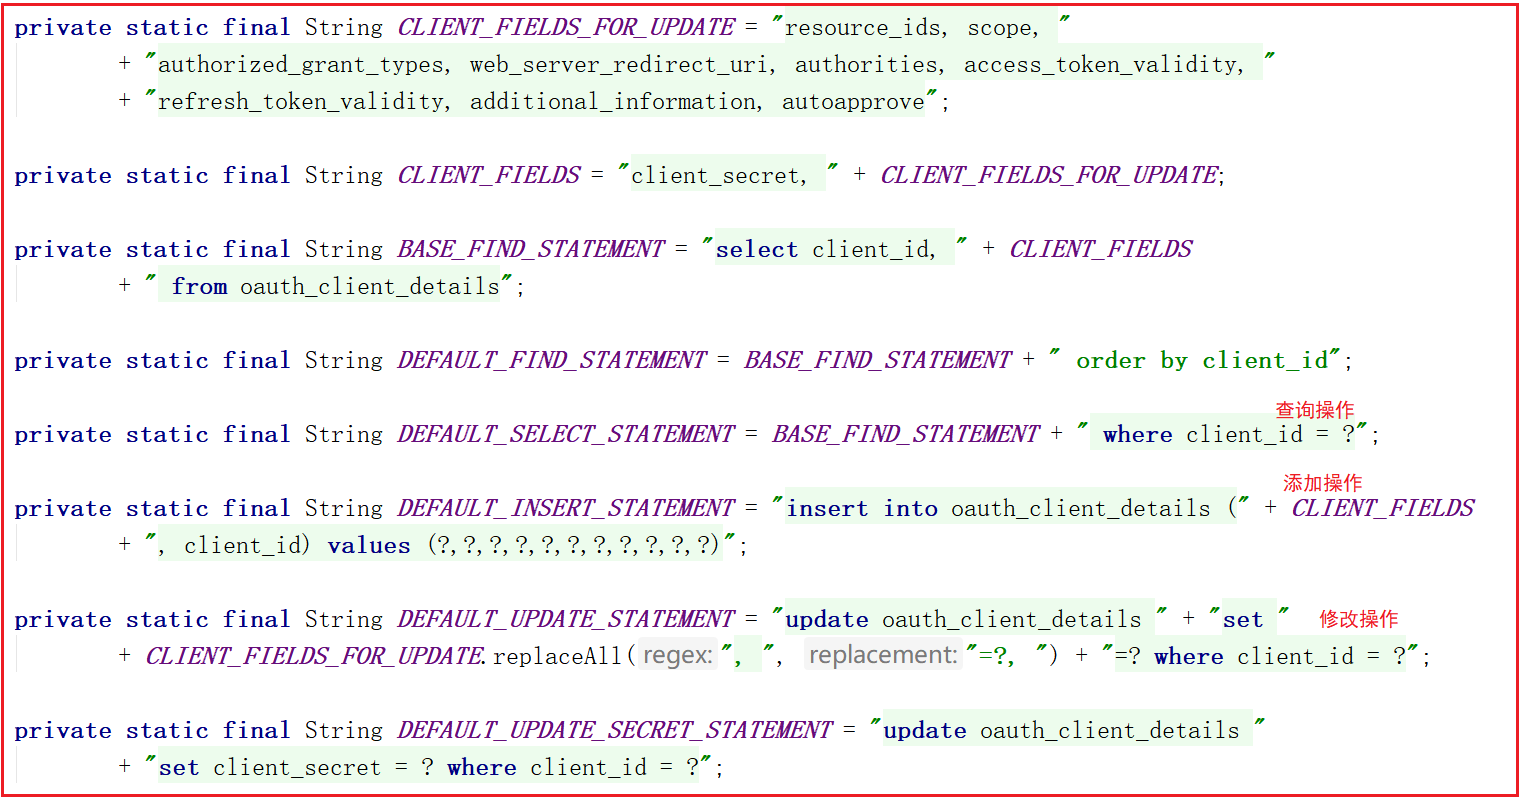 private static final String CLIENT_FIELDS_FOR_UPDATE = "resource_ids, scope, "
+ "authorized_grant_types, web_server_redirect_uri, authorities, access_token_validity, "
+ "refresh_token_validity, additional_information, autoapprove";
private static final String CLIENT_FIELDS = "client_secret, " + CLIENT_FIELDS_FOR_UPDATE;
private static final String BASE_FIND_STATEMENT = "select client_id, " + CLIENT_FIELDS
+ " from oauth_client_details";
private static final String DEFAULT_FIND_STATEMENT = BASE_FIND_STATEMENT + " order by client_id";
查询操作
private static final String DEFAULT_SELECT_STATEMENT = BASE_FIND_STATEMENT + " where client_id = ?";
添加操作
private static final String DEFAULT_INSERT_STATEMENT = "insert into oauth_client_details (" + CLIENT_FIELDS
+ ", client_id) values (?,?,?,?,?,?,?,?,?,?,?)";
private static final String DEFAULT_UPDATE_STATEMENT = "update oauth_client_details " + "set " 修改操作
+ CLIENT_FIELDS_FOR_UPDATE.replaceAll( regex: ", ", replacement: "=?, ") + "=? where client_id = ?";
private static final String DEFAULT_UPDATE_SECRET_STATEMENT = "update oauth_client_details "
+ "set client_secret = ? where client_id = ?";